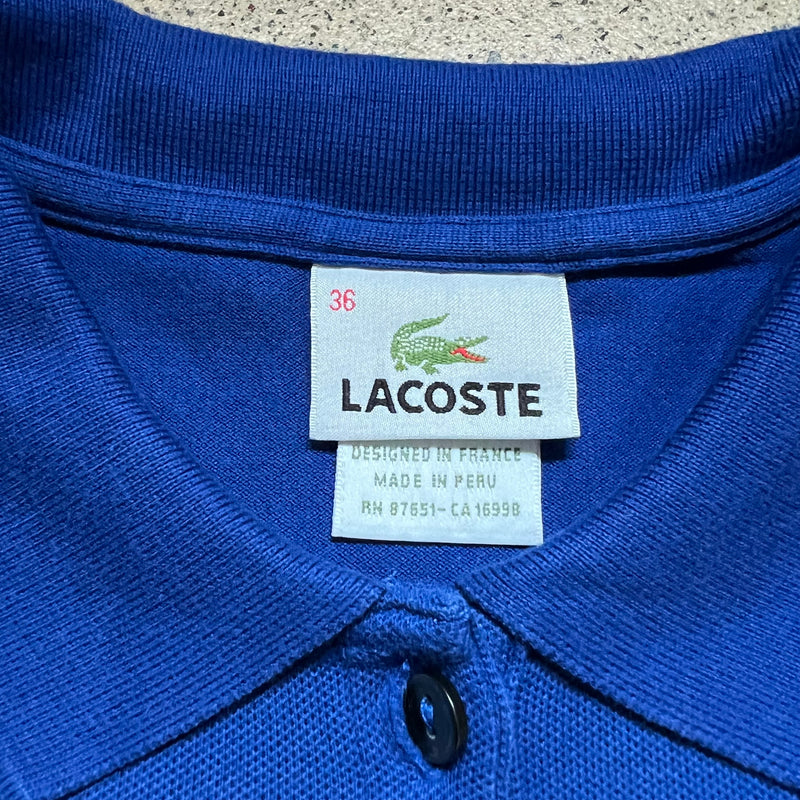 36
LACOSTE
DESIGNED IN FRANCE
MADE IN PERU
RN 87651-CA 16998